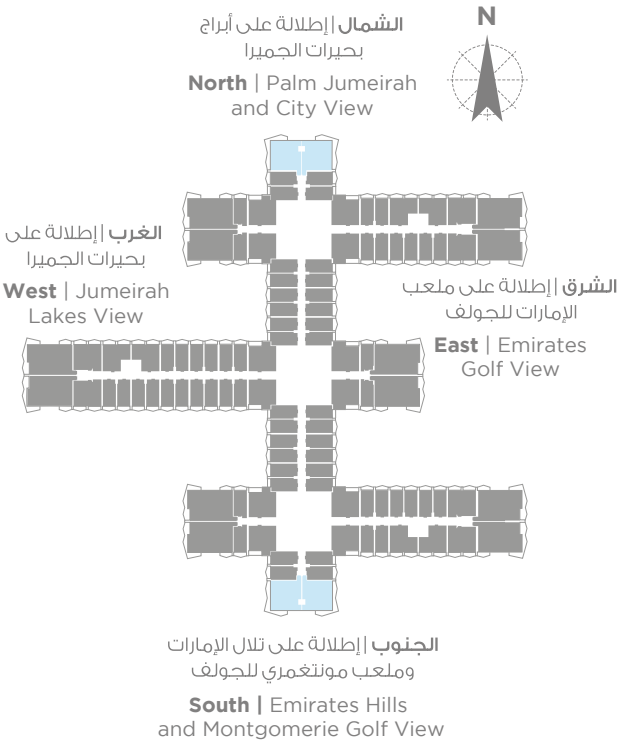 الشمال | إطلالة على أبراج
بحيرات الجميرا
North | Palm Jumeirah
and City View
N
الغرب | إطلالة على
بحيرات الجميرا
West | Jumeirah
Lakes View
الشرق | إطلالة على ملعب
الإمارات للجولف
East | Emirates
Golf View
الجنوب | إطلالة على تلال الإمارات
وملعب مونتغمري للجولف
South | Emirates Hills
and Montgomerie Golf View